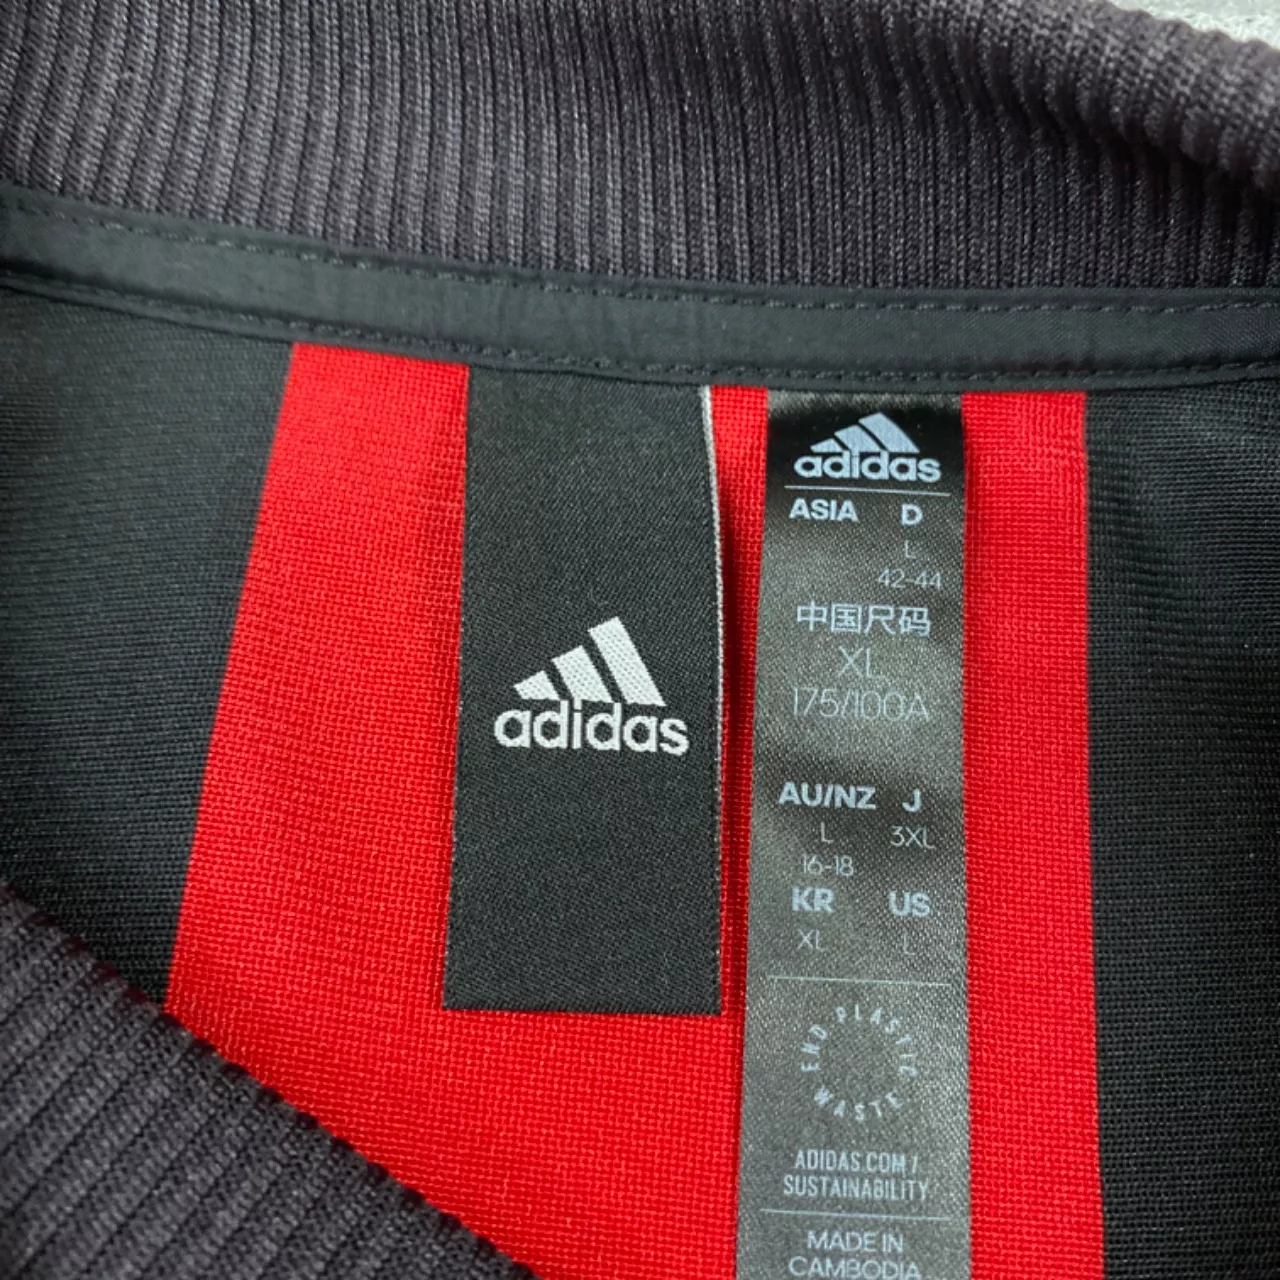 adidas
adidas
ASIA D
L
42-44
中国尺码
XL
175/100A
AU/NZ J
L 3XL
16-18
KR US
XL L
END PLASTIC WASTE
ADIDAS.COM/
SUSTAINABILITY
MADE IN
CAMBODIA